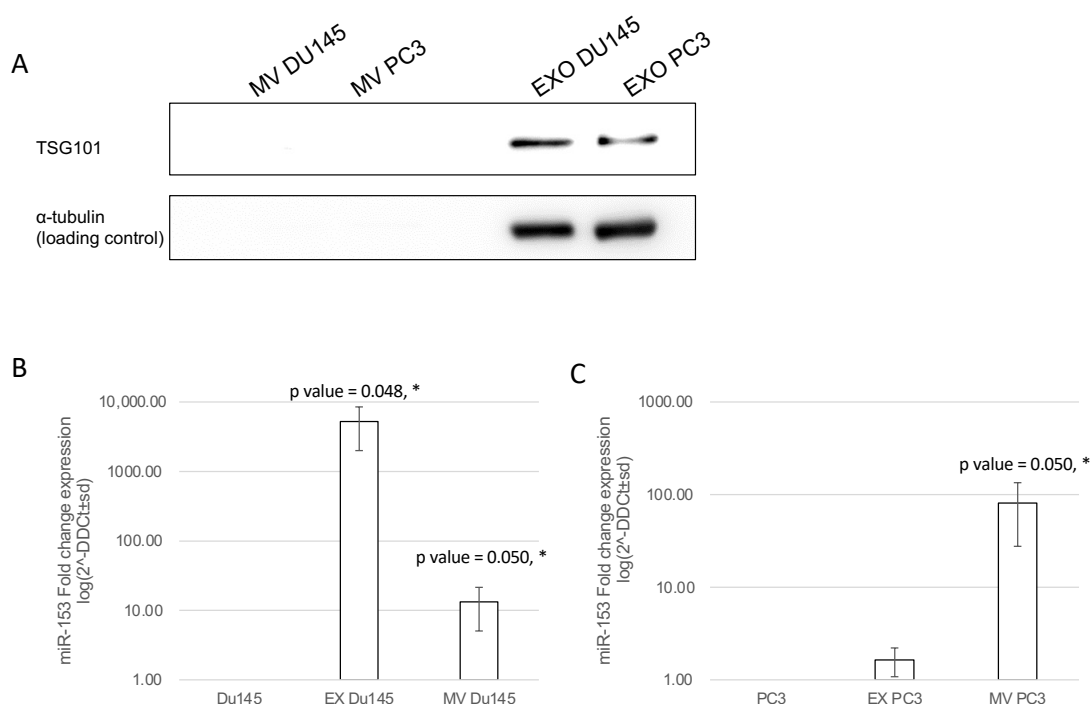 A
MV DU145
MV PC3
EXO DU145
EXO PC3
TSG101
α-tubulin
(loading control)
B
miR-153 Fold change expression
log(2^-DDCt±sd)
10,000.00
1000.00
100.00
10.00
1.00
p value = 0.048, *
p value = 0.050, *
Du145
EX Du145
MV Du145
C
miR-153 Fold change expression
log(2^-DDCt±sd)
1000.00
100.00
10.00
1.00
p value = 0.050, *
PC3
EX PC3
MV PC3